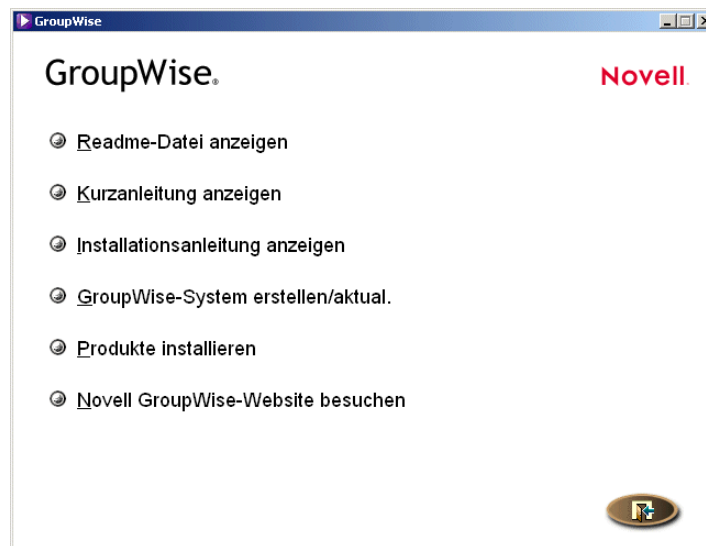 GroupWise
GroupWise®
Novell.
Readme-Datei anzeigen
Kurzanleitung anzeigen
Installationsanleitung anzeigen
GroupWise-System erstellen/aktual.
Produkte installieren
Novell GroupWise-Website besuchen